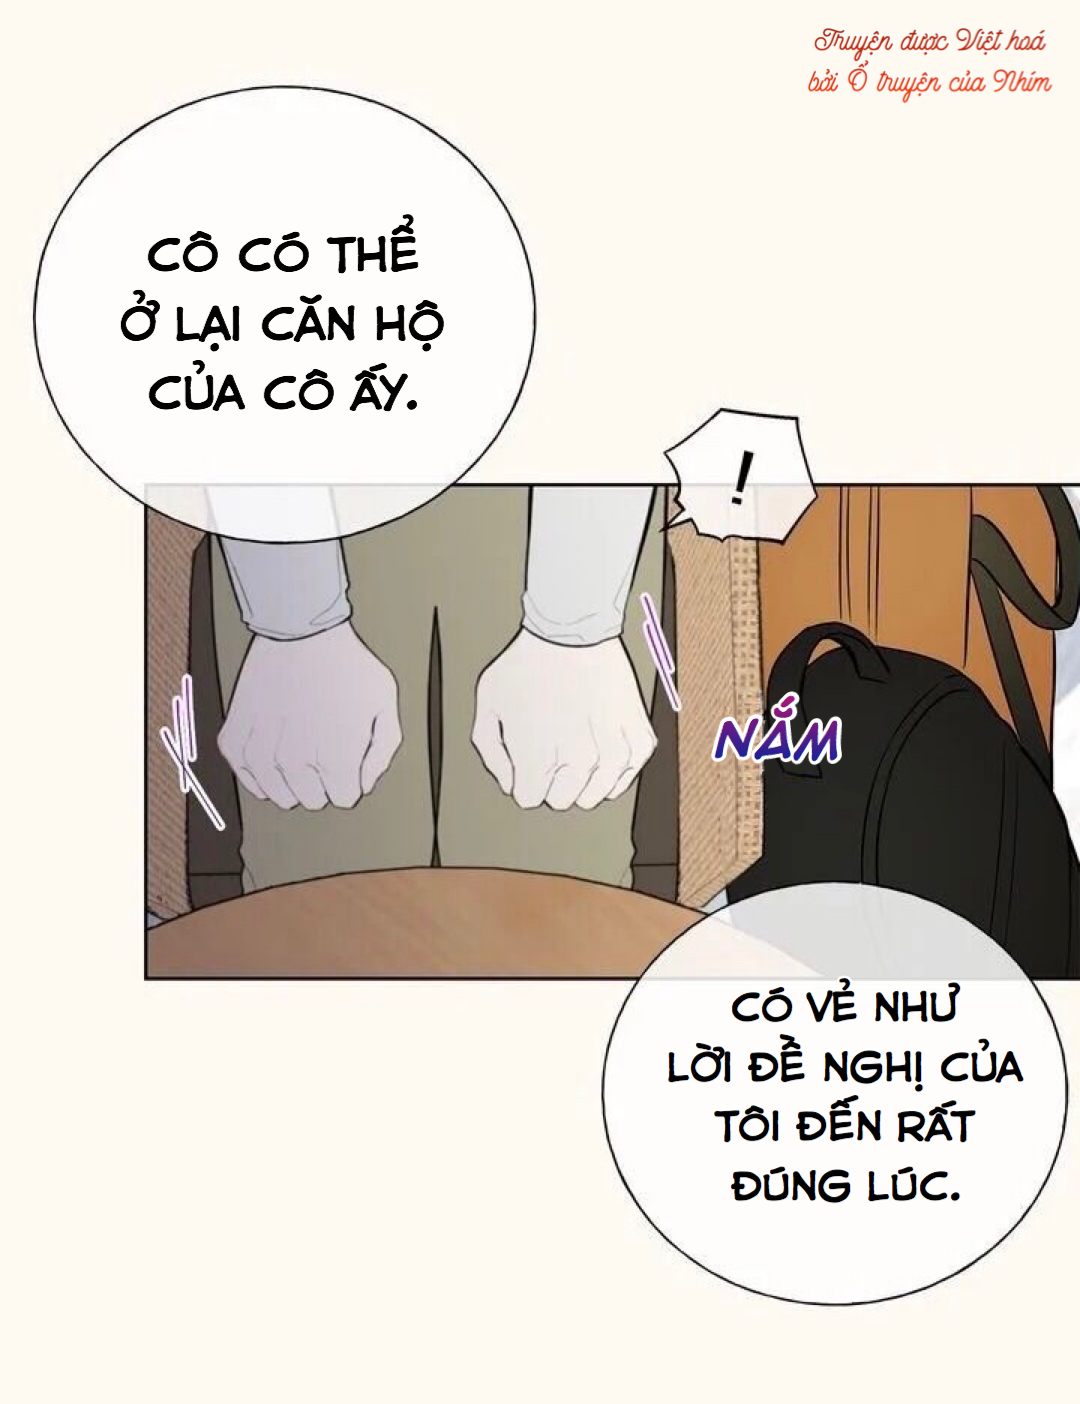 Truyện được Việt hoá
bởi Ổ truyện của Nhím
CÔ CÓ THỂ
Ở LẠI CĂN HỘ
CỦA CÔ ẤY.
!
NẮM
CÓ VẺ NHƯ
LỜI ĐỀ NGHỊ CỦA
TÔI ĐẾN RẤT
ĐÚNG LÚC.